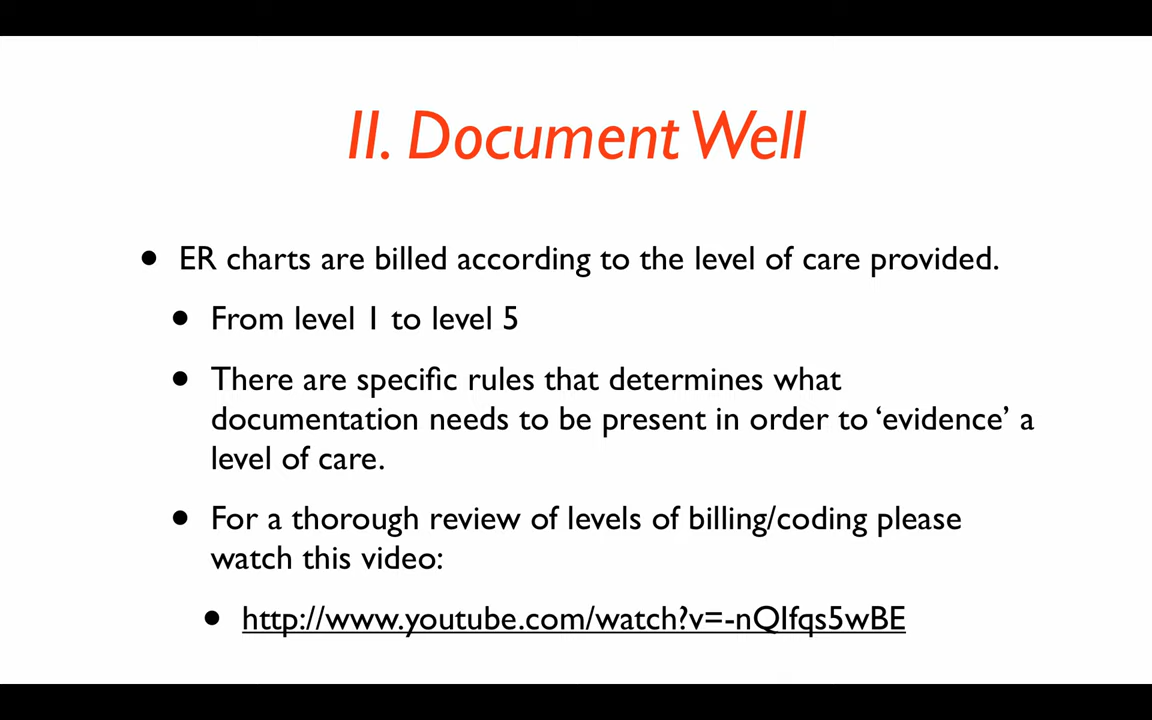 II. Document Well
• ER charts are billed according to the level of care provided.
• From level 1 to level 5
• There are specific rules that determines what
documentation needs to be present in order to ‘evidence’ a
level of care.
• For a thorough review of levels of billing/coding please
watch this video:
• http://www.youtube.com/watch?v=-nQlfqs5wBE